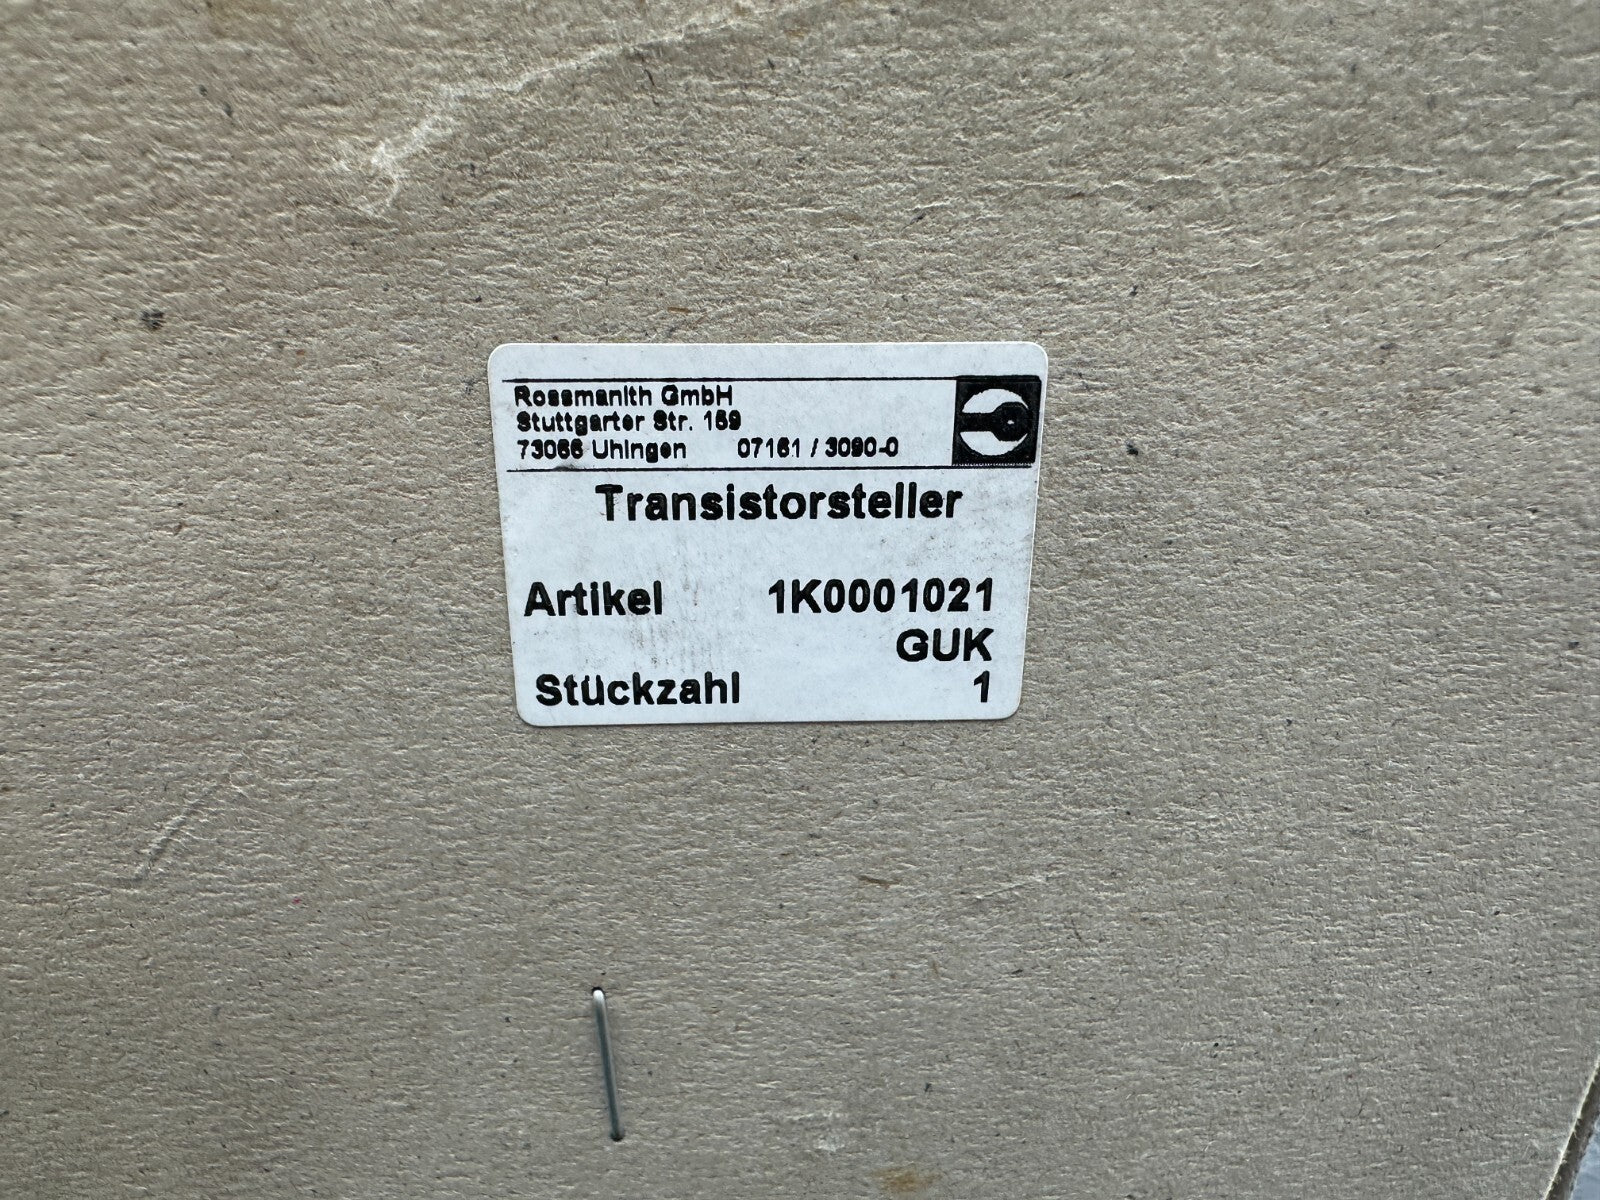 Rossmanith GmbH
Stuttgarter Str. 159
73066 Uhingen 07161 / 3090-0
Transistorsteller
Artikel 1K0001021
GUK
Stückzahl 1